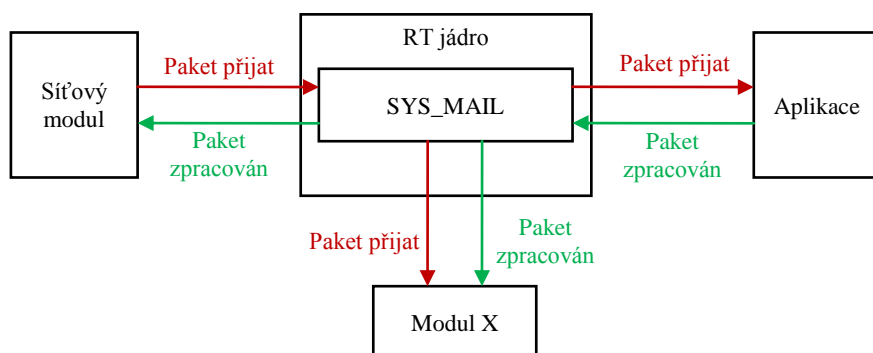 RT jádro
Paket přijat
Paket přijat
Síťový
modul
SYS_MAIL
Aplikace
Paket
zpracován
Paket
zpracován
Paket přijat
Paket
zpracován
Modul X